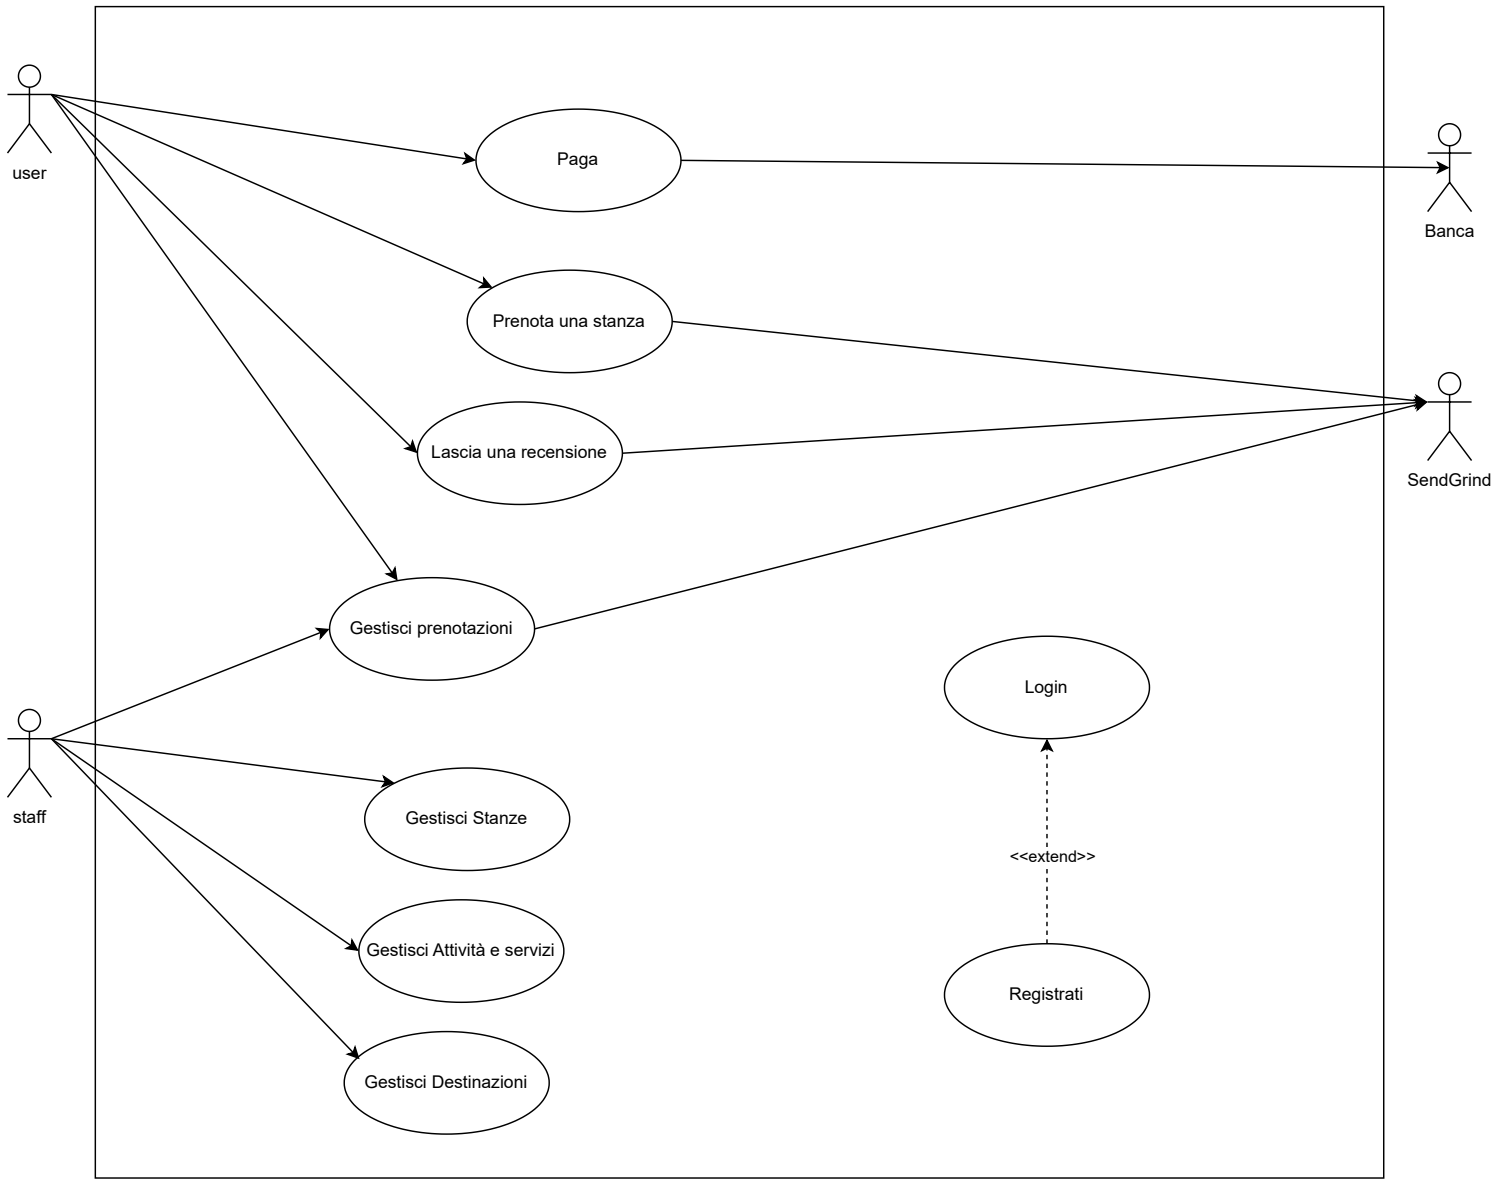 user
Paga
Banca
Prenota una stanza
Lascia una recensione
SendGrind
Gestisci prenotazioni
Login
staff
Gestisci Stanze
<<extend>>
Gestisci Attività e servizi
Registrati
Gestisci Destinazioni